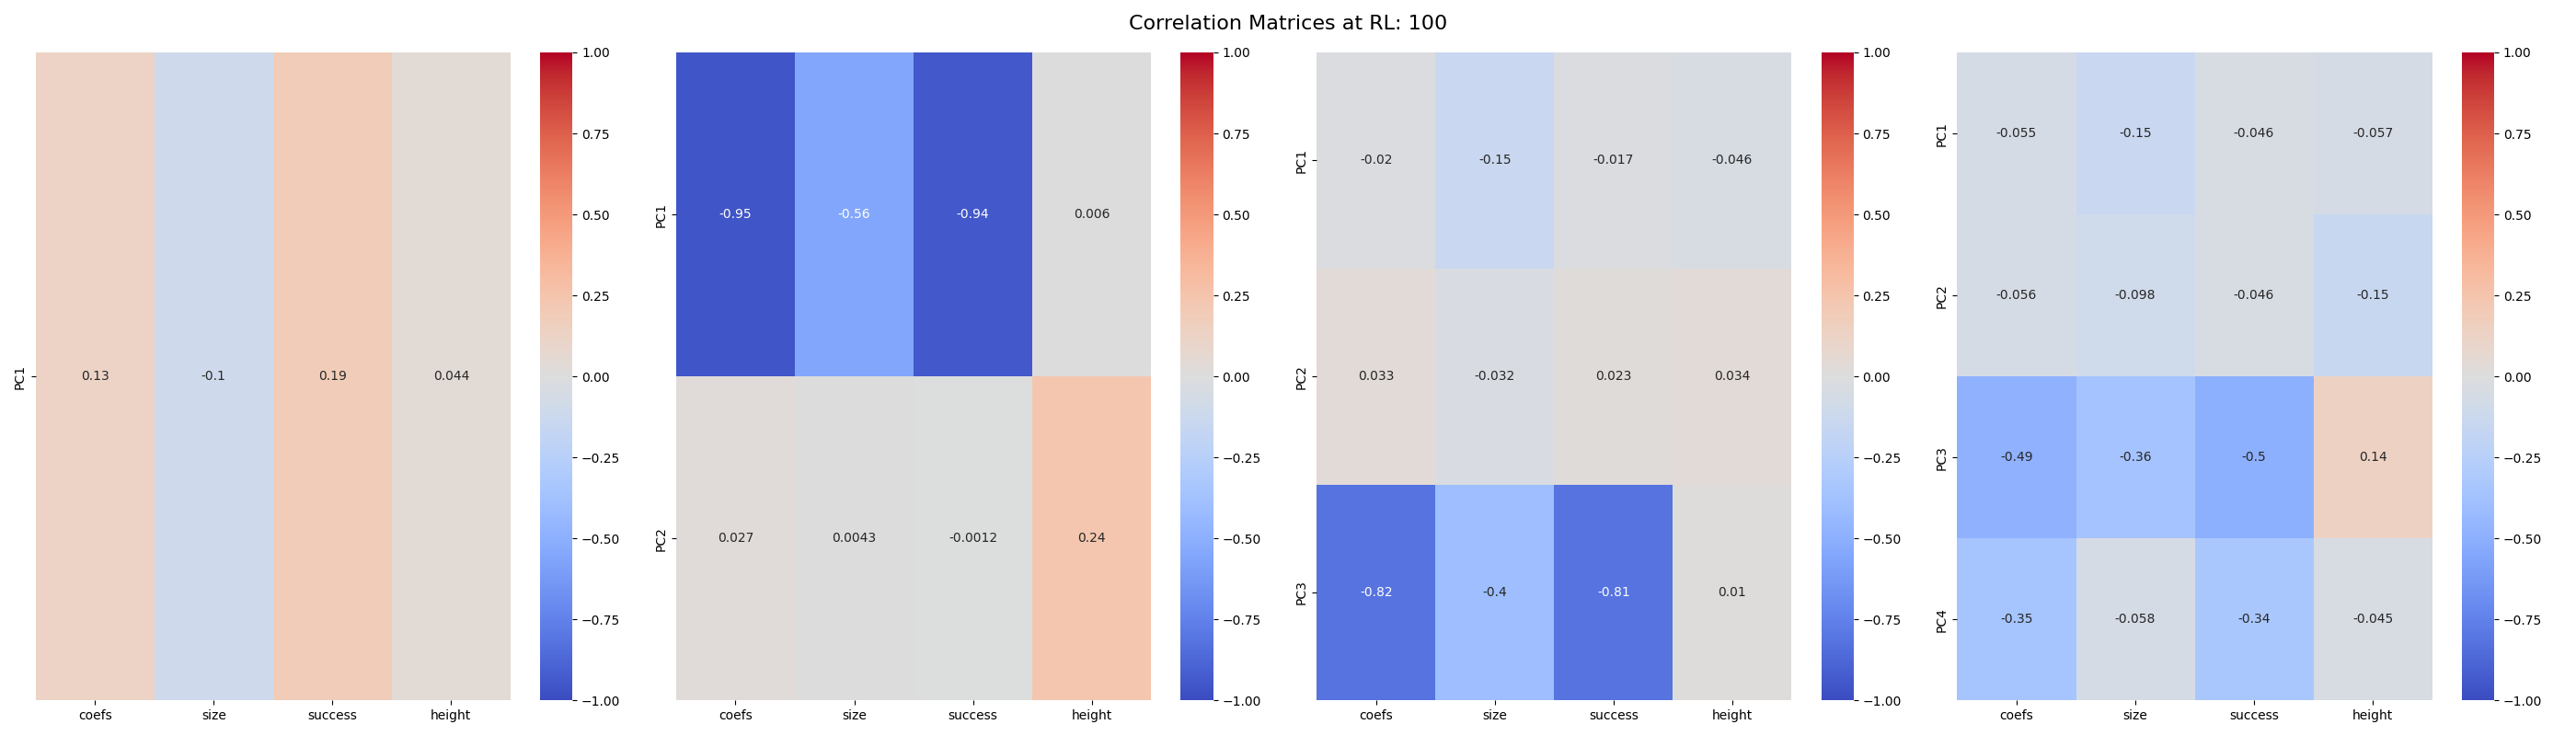 Correlation Matrices at RL: 100
PC1
0.13 -0.1 0.19 0.044
coefs size success height
1.00
0.75
0.50
0.25
0.00
−0.25
−0.50
−0.75
−1.00
PC1
-0.95 -0.56 -0.94 0.006
PC2
0.027 0.0043 -0.0012 0.24
coefs size success height
1.00
0.75
0.50
0.25
0.00
−0.25
−0.50
−0.75
−1.00
PC1
-0.02 -0.15 -0.017 -0.046
PC2
0.033 -0.032 0.023 0.034
PC3
-0.82 -0.4 -0.81 0.01
coefs size success height
1.00
0.75
0.50
0.25
0.00
−0.25
−0.50
−0.75
−1.00
PC1
-0.055 -0.15 -0.046 -0.057
PC2
-0.056 -0.098 -0.046 -0.15
PC3
-0.49 -0.36 -0.5 0.14
PC4
-0.35 -0.058 -0.34 -0.045
coefs size success height
1.00
0.75
0.50
0.25
0.00
−0.25
−0.50
−0.75
−1.00